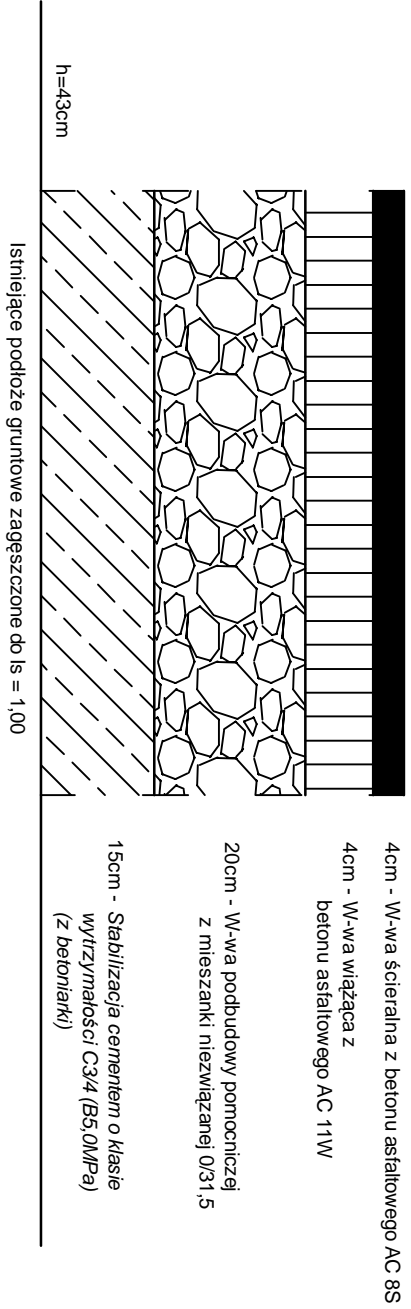 4cm - W-wa ścieralna z betonu asfaltowego AC 8S
4cm - W-wa wiążąca z
betonu asfaltowego AC 11W
20cm - W-wa podbudowy pomocniczej
z mieszanki niezwiązanej 0/31,5
15cm - Stabilizacja cementem o klasie
wytrzymałości C3/4 (B5,0MPa)
(z betoniarki)
h=43cm
Istniejące podłoże gruntowe zagęszczone do Is = 1,00